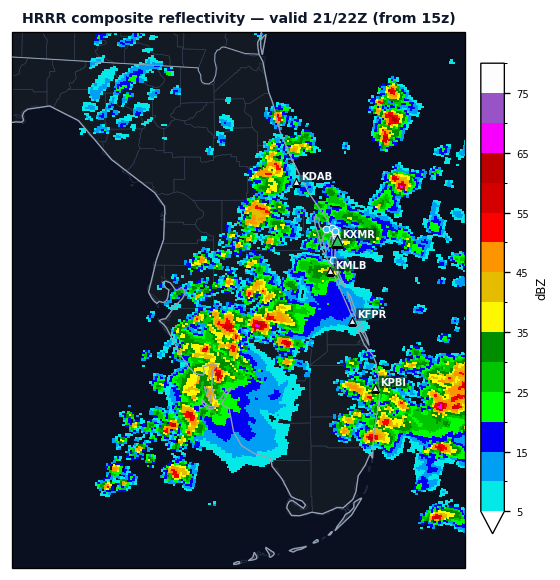 HRRR composite reflectivity — valid 21/22Z (from 15z)
KDAB
KXMR
KMLB
KFPR
KPBI
75
65
55
45
35
25
15
5
dBZ